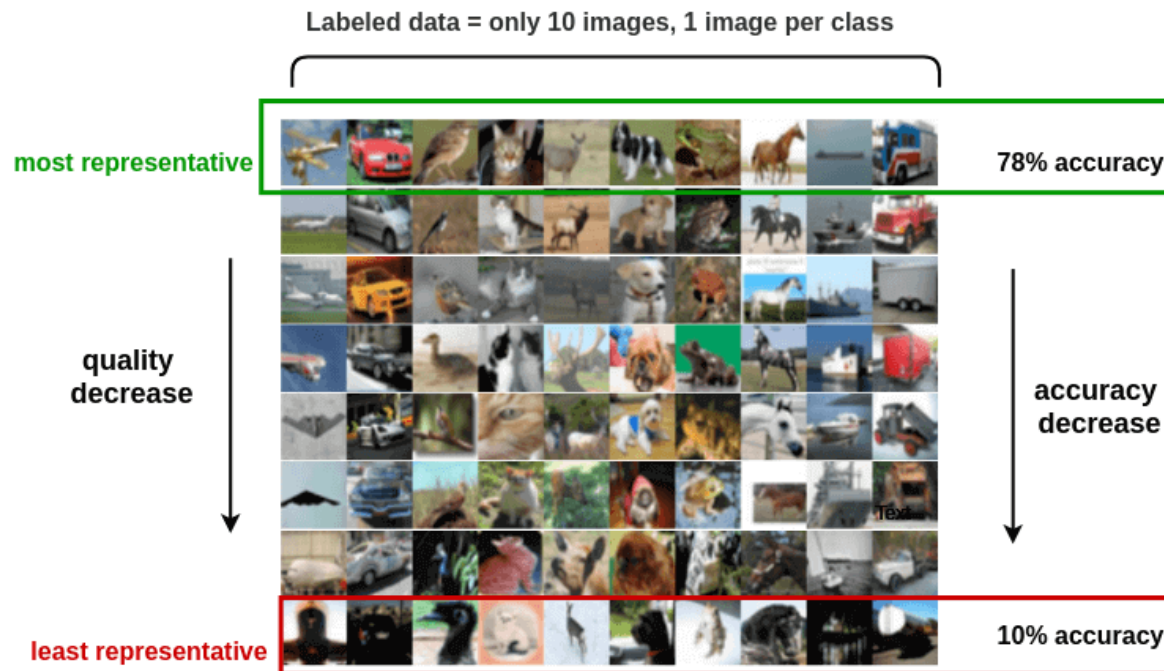 Labeled data = only 10 images, 1 image per class
most representative
78% accuracy
quality
decrease
accuracy
decrease
Text
least representative
10% accuracy